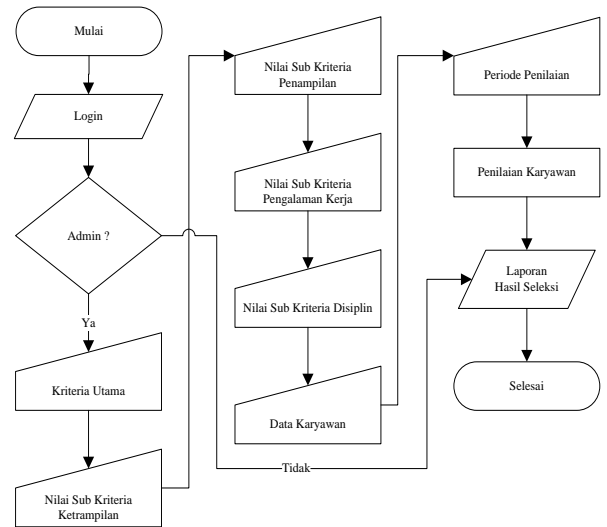 Mulai
Login
Admin ?
Ya
Kriteria Utama
Nilai Sub Kriteria
Ketrampilan
Nilai Sub Kriteria
Penampilan
Nilai Sub Kriteria
Pengalaman Kerja
Nilai Sub Kriteria Disiplin
Data Karyawan
Tidak
Periode Penilaian
Penilaian Karyawan
Laporan
Hasil Seleksi
Selesai